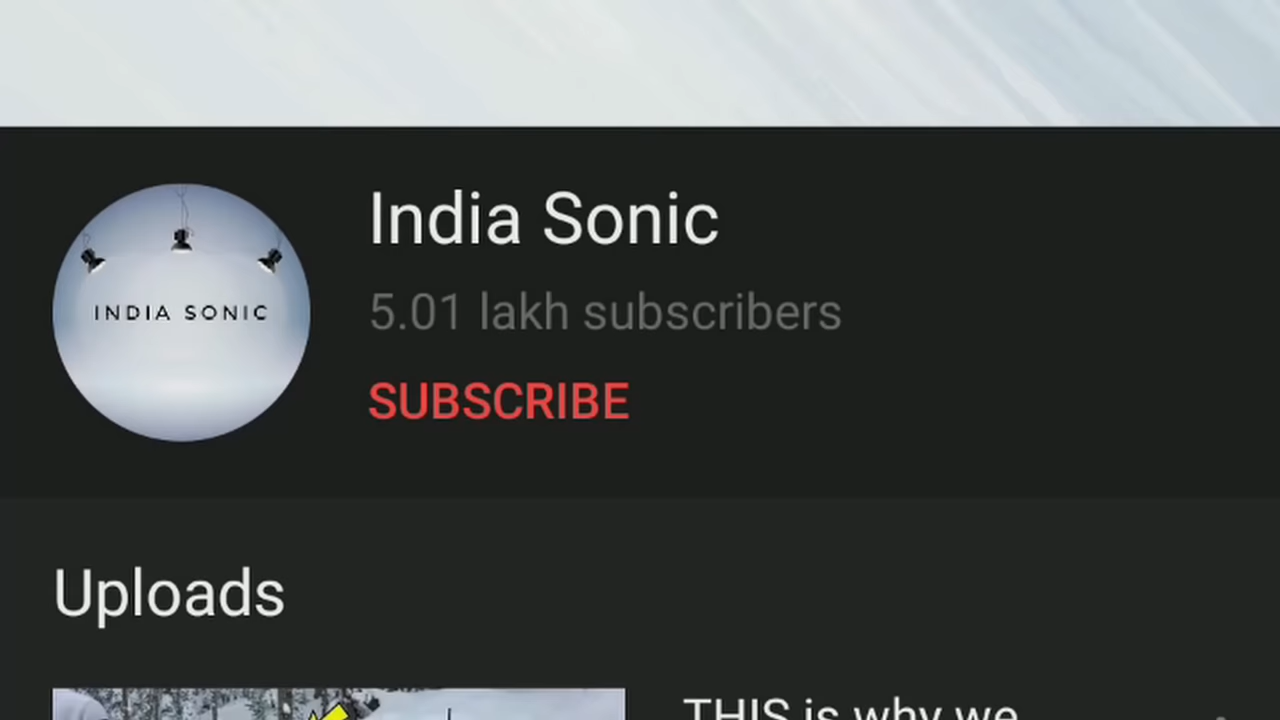 India Sonic
INDIA SONIC
5.01 lakh subscribers
SUBSCRIBE
Uploads
THIS is why we